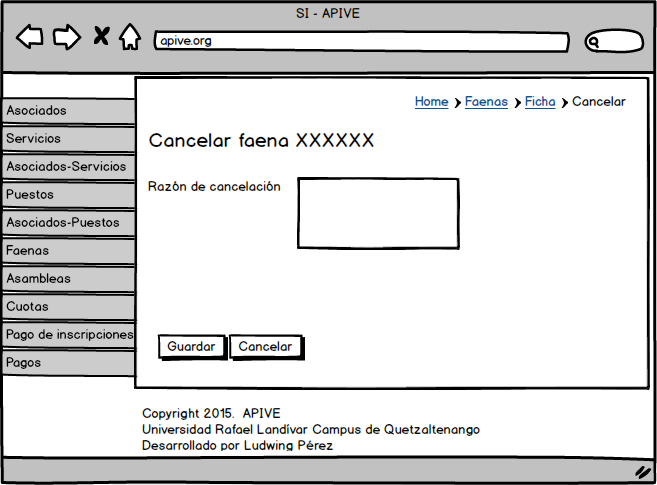 SI - APIVE
apive.org
Home > Faenas > Ficha > Cancelar
Asociados
Servicios
Asociados-Servicios
Puestos
Asociados-Puestos
Faenas
Asambleas
Cuotas
Pago de inscripciones
Pagos
Cancelar faena XXXXXX
Razón de cancelación
Guardar
Cancelar
Copyright 2015. APIVE
Universidad Rafael Landívar Campus de Quetzaltenango
Desarrollado por Ludwing Pérez